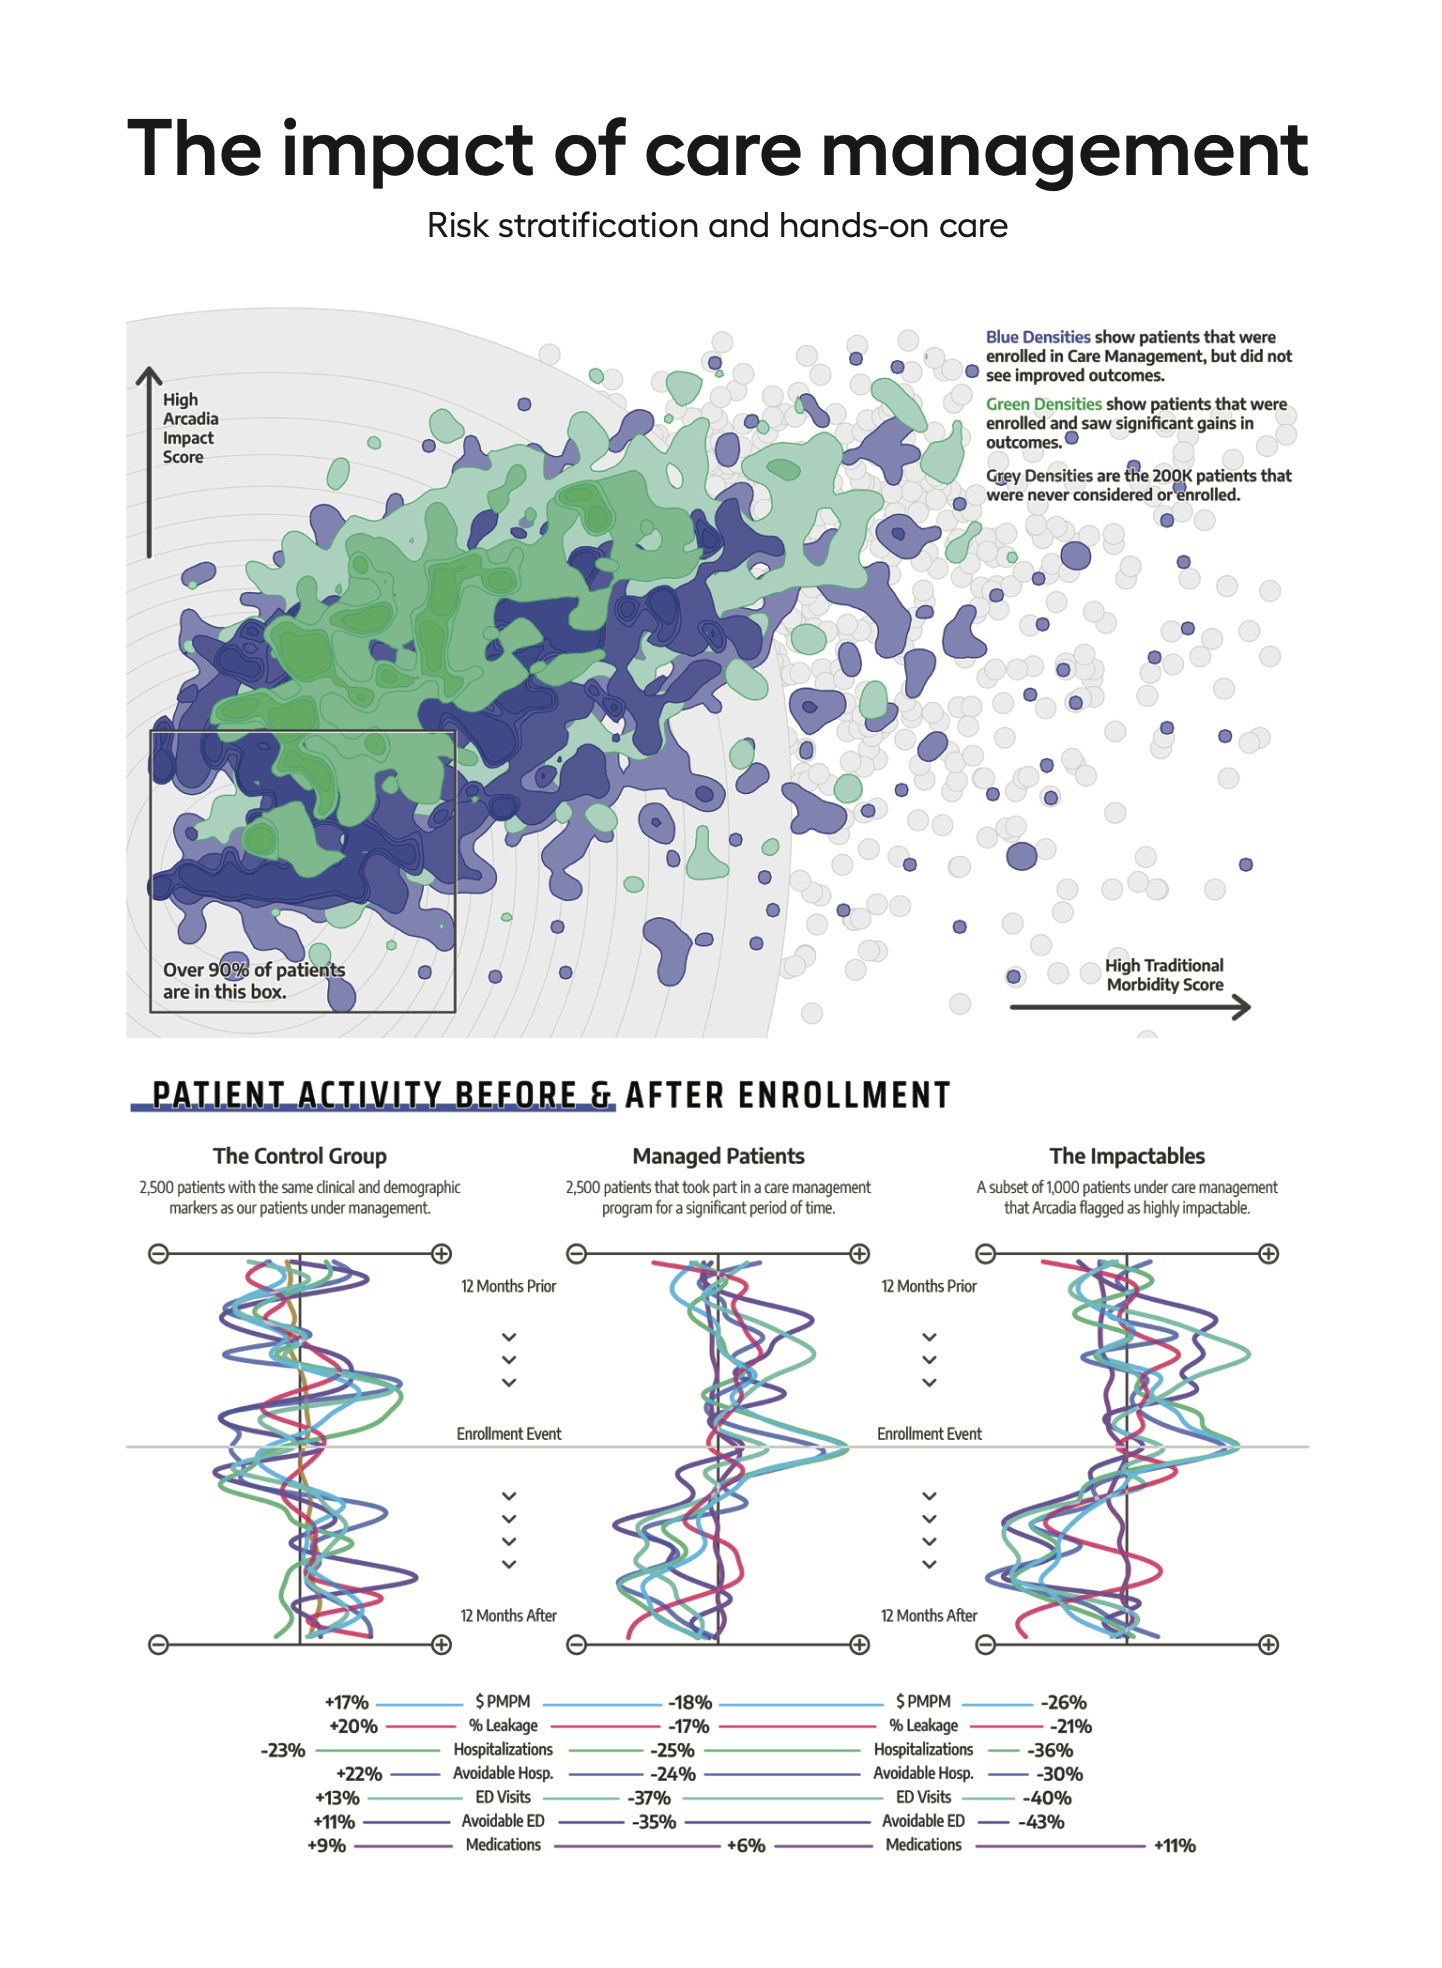 The impact of care management
Risk stratification and hands-on care
High
Arcadia
Impact
Score
Blue Densities show patients that were
enrolled in Care Management, but did not
see improved outcomes.
Green Densities show patients that were
enrolled and saw significant gains in
outcomes.
Grey Densities are the 200K patients that
were never considered or enrolled.
Over 90% of patients
are in this box.
High Traditional
Morbidity Score
PATIENT ACTIVITY BEFORE & AFTER ENROLLMENT
The Control Group
2,500 patients with the same clinical and demographic
markers as our patients under management.
Managed Patients
2,500 patients that took part in a care management
program for a significant period of time.
The Impactables
A subset of 1,000 patients under care management
that Arcadia flagged as highly impactable.
12 Months Prior
12 Months Prior
Enrollment Event
Enrollment Event
12 Months After
12 Months After
+17% $ PMPM -18% $ PMPM -26%
+20% % Leakage -17% % Leakage -21%
-23% Hospitalizations -25% Hospitalizations -36%
+22% Avoidable Hosp. -24% Avoidable Hosp. -30%
+13% ED Visits -37% ED Visits -40%
+11% Avoidable ED -35% Avoidable ED -43%
+9% Medications +6% Medications +11%